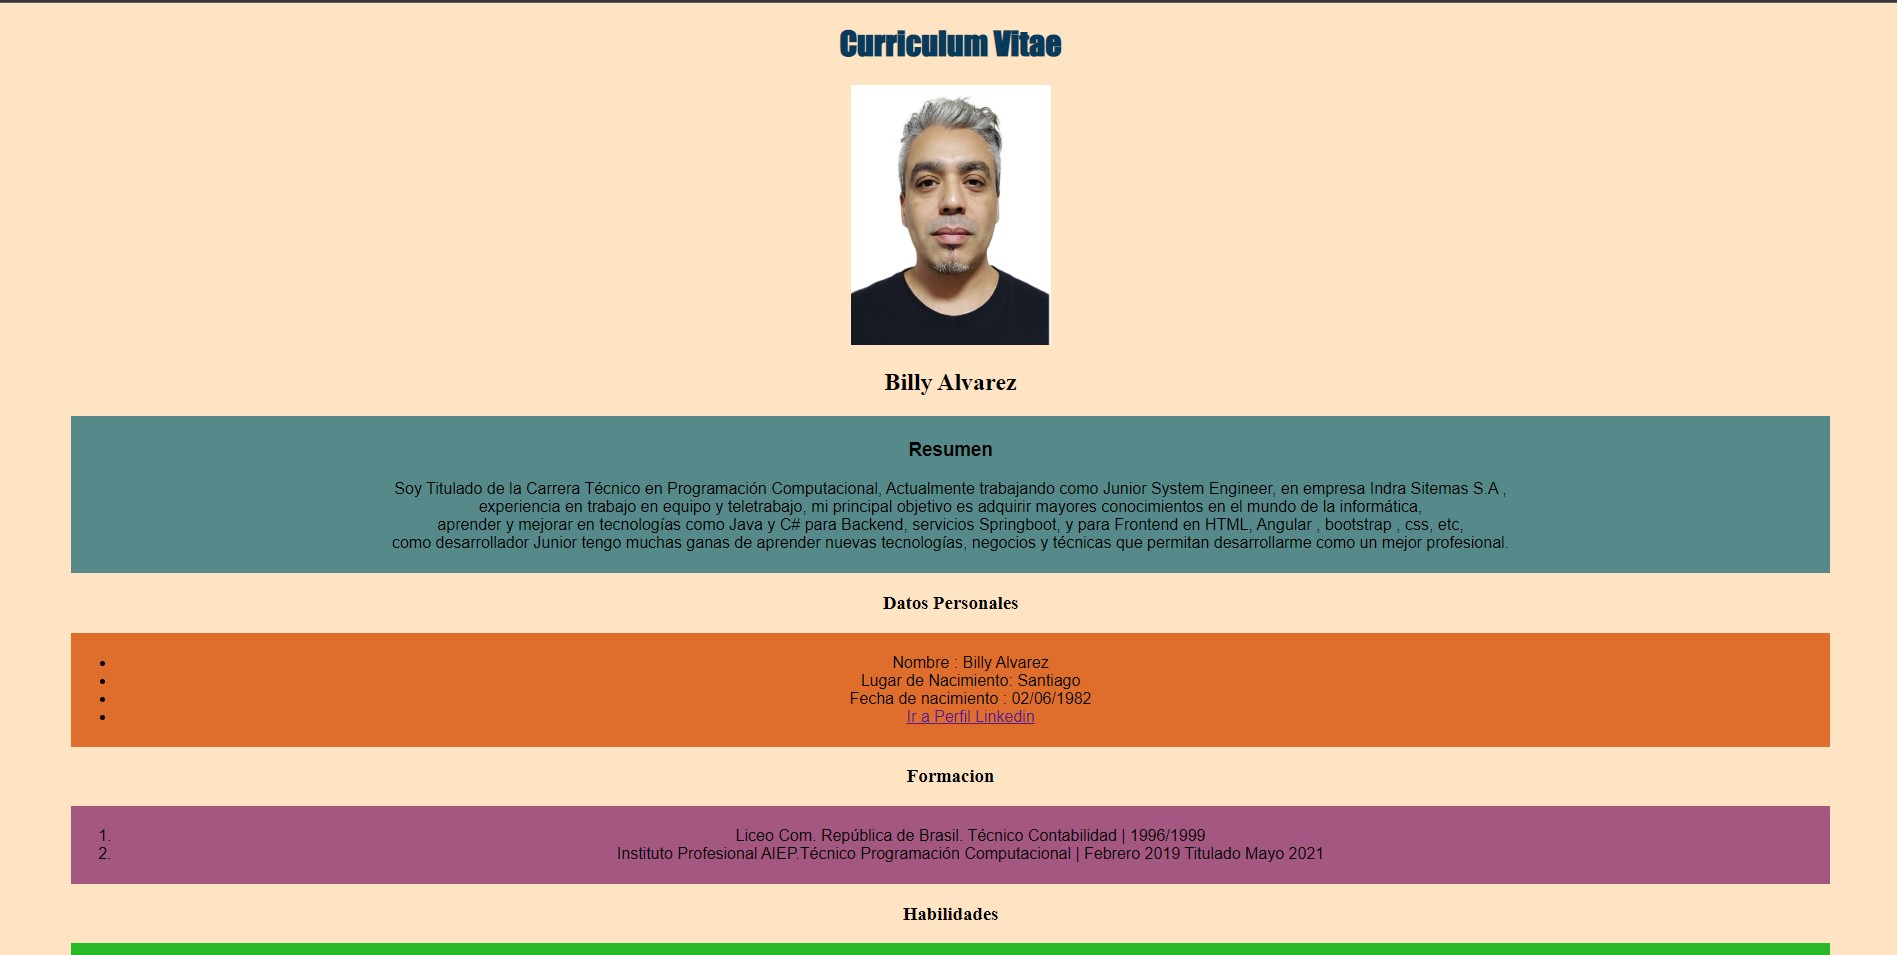 Curriculum Vitae
Billy Alvarez
Resumen
Soy Titulado de la Carrera Técnico en Programación Computacional, Actualmente trabajando como Junior System Engineer, en empresa Indra Sitemas S.A ,
experiencia en trabajo en equipo y teletrabajo, mi principal objetivo es adquirir mayores conocimientos en el mundo de la informática,
aprender y mejorar en tecnologías como Java y C# para Backend, servicios Springboot, y para Frontend en HTML, Angular , bootstrap , css, etc,
como desarrollador Junior tengo muchas ganas de aprender nuevas tecnologías, negocios y técnicas que permitan desarrollarme como un mejor profesional.
Datos Personales
• Nombre : Billy Alvarez
• Lugar de Nacimiento: Santiago
• Fecha de nacimiento : 02/06/1982
• Ir a Perfil Linkedin
Formacion
1. Liceo Com. República de Brasil. Técnico Contabilidad | 1996/1999
2. Instituto Profesional AIEP.Técnico Programación Computacional | Febrero 2019 Titulado Mayo 2021
Habilidades